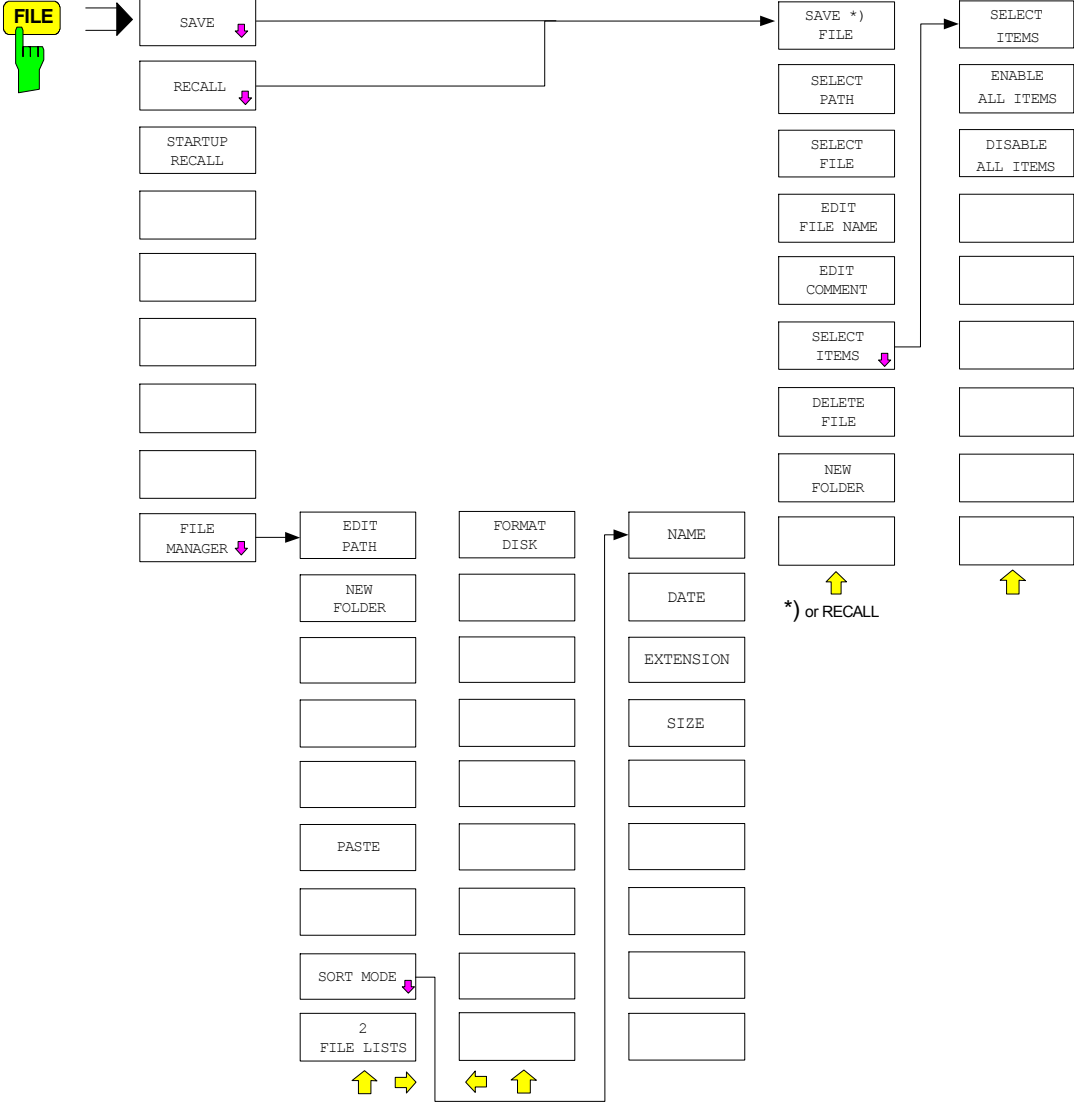 FILE
SAVE
RECALL
STARTUP
RECALL
FILE
MANAGER
EDIT
PATH
NEW
FOLDER
PASTE
SORT MODE
2
FILE LISTS
FORMAT
DISK
NAME
DATE
EXTENSION
SIZE
SAVE *)
FILE
SELECT
PATH
SELECT
FILE
EDIT
FILE NAME
EDIT
COMMENT
SELECT
ITEMS
DELETE
FILE
NEW
FOLDER
*) or RECALL
SELECT
ITEMS
ENABLE
ALL ITEMS
DISABLE
ALL ITEMS